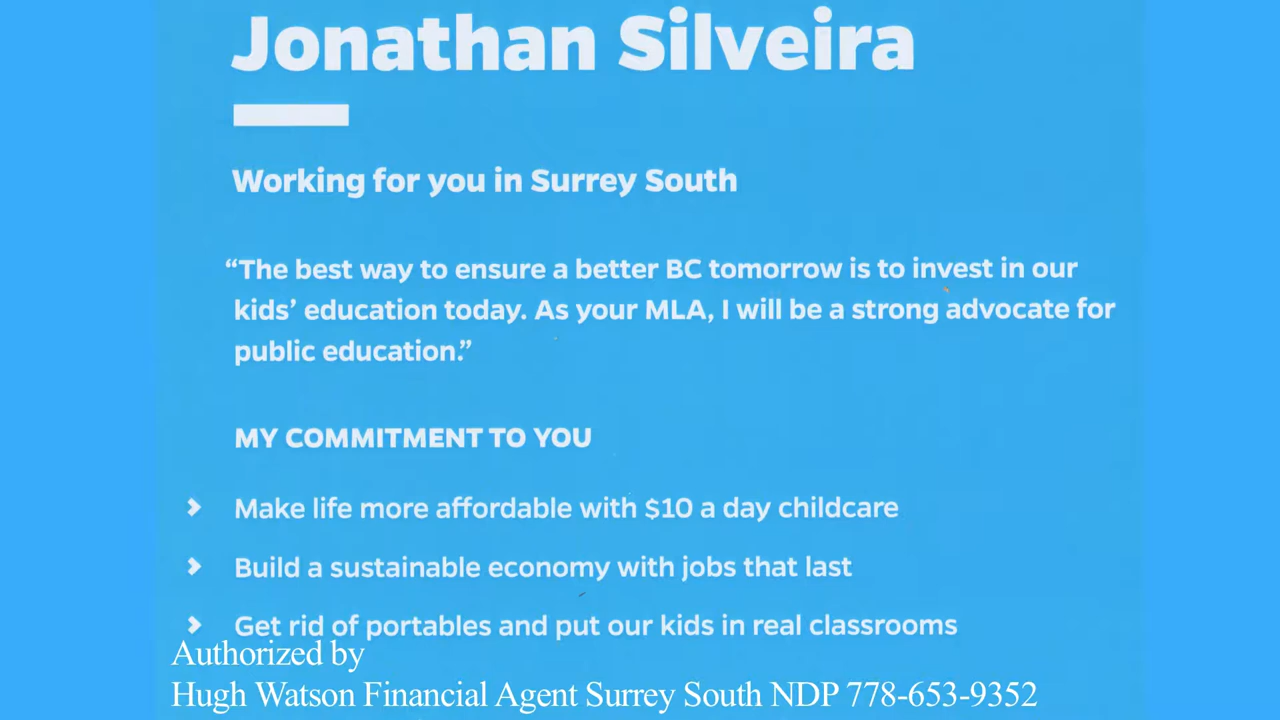 Jonathan Silveira
Working for you in Surrey South
“The best way to ensure a better BC tomorrow is to invest in our
kids’ education today. As your MLA, I will be a strong advocate for
public education.”
MY COMMITMENT TO YOU
Make life more affordable with $10 a day childcare
Build a sustainable economy with jobs that last
Get rid of portables and put our kids in real classrooms
Authorized by
Hugh Watson Financial Agent Surrey South NDP 778-653-9352